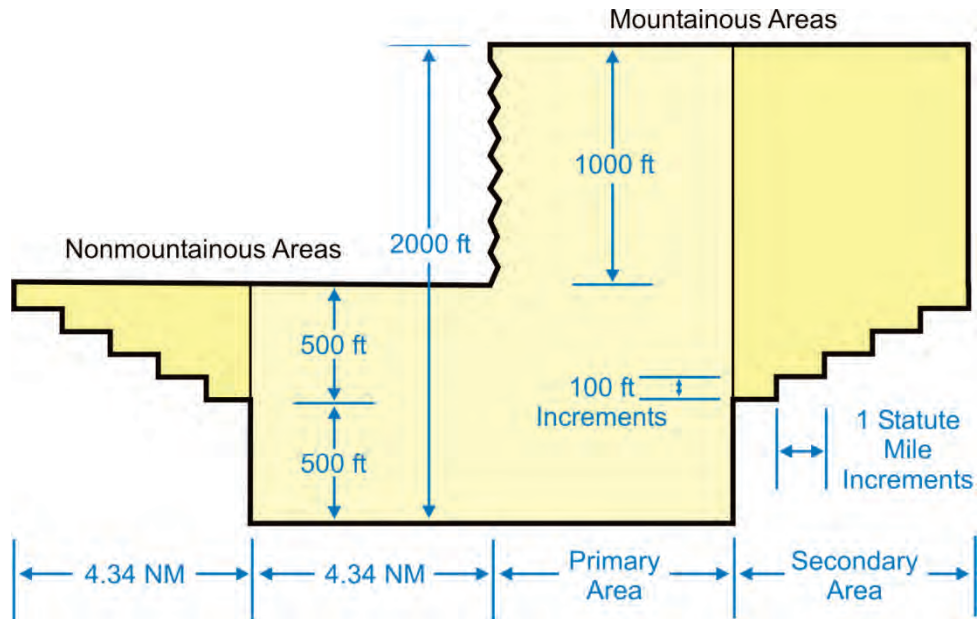 Mountainous Areas
1000 ft
Nonmountainous Areas
2000 ft
500 ft
100 ft
Increments
500 ft
1 Statute
Mile
Increments
4.34 NM
4.34 NM
Primary
Area
Secondary
Area